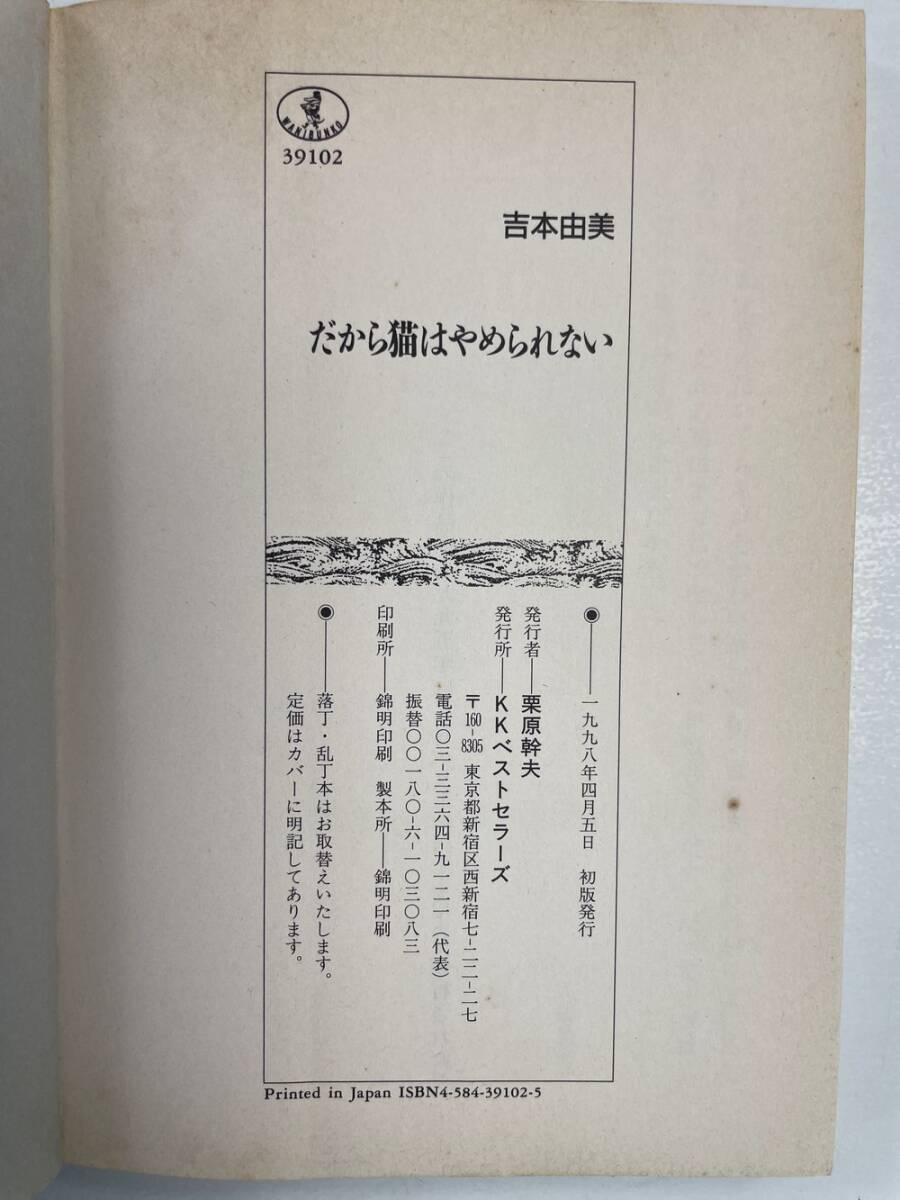 WANIBUNKO
39102
吉本由美
だから猫はやめられない
◉――一九九八年四月五日 初版発行
発行者――栗原幹夫
発行所――KKベストセラーズ
〒160-8305 東京都新宿区西新宿七-二二-二七
電話〇三-三三六四-九一二一(代表)
振替〇〇一八〇-六-一〇三〇八三
印刷所――錦明印刷 製本所――錦明印刷
◉――落丁・乱丁本はお取替えいたします。
定価はカバーに明記してあります。
Printed in Japan ISBN4-584-39102-5